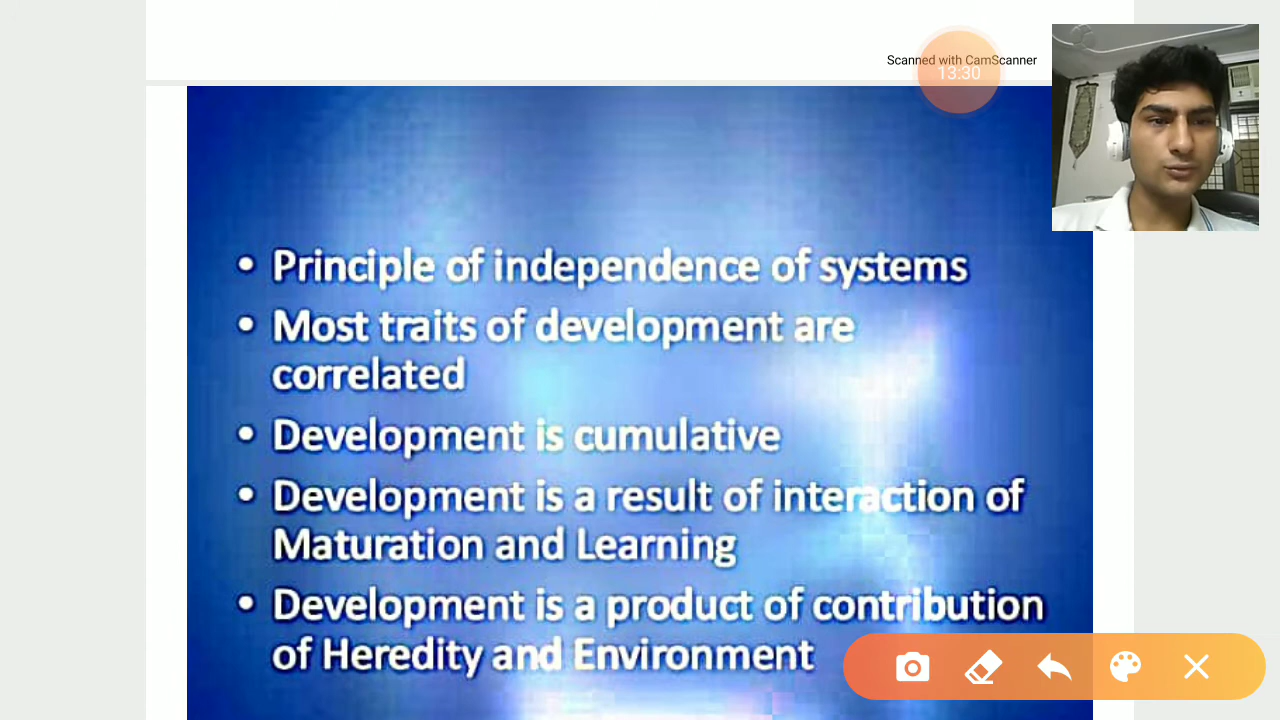 Scanned with CamScanner
13:30
• Principle of independence of systems
• Most traits of development are
correlated
• Development is cumulative
• Development is a result of interaction of
Maturation and Learning
• Development is a product of contribution
of Heredity and Environment